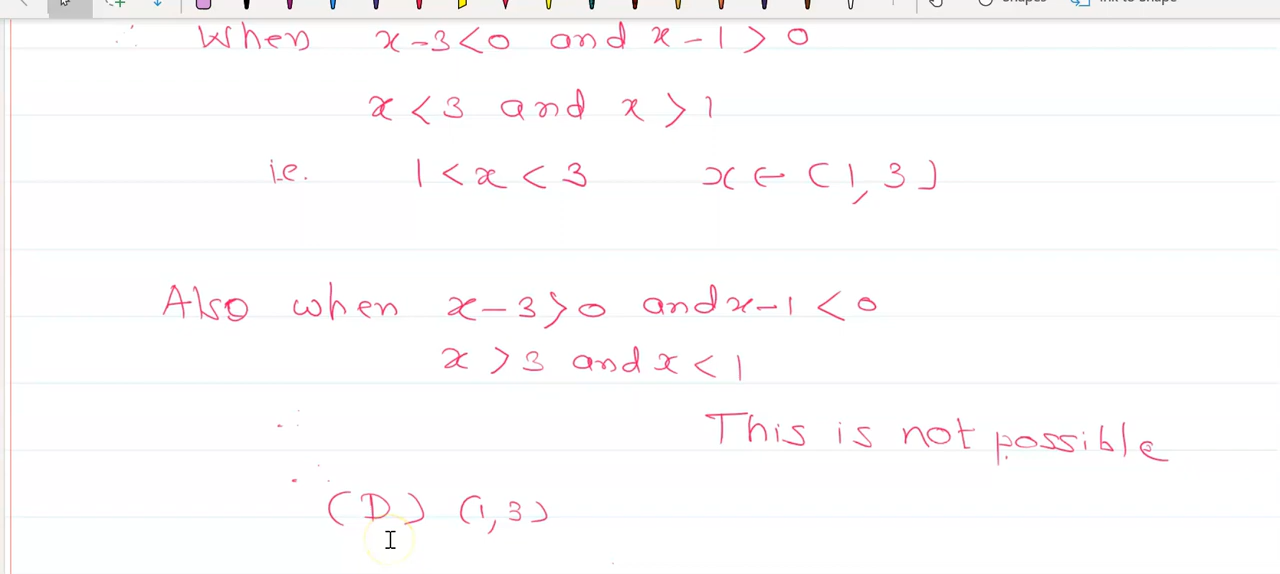 ∴ When x-3<0 and x-1>0
x<3 and x>1
i.e. 1<x<3 x∈(1,3)
Also when x-3>0 and x-1<0
x>3 and x<1
This is not possible
∴ (D) (1,3)